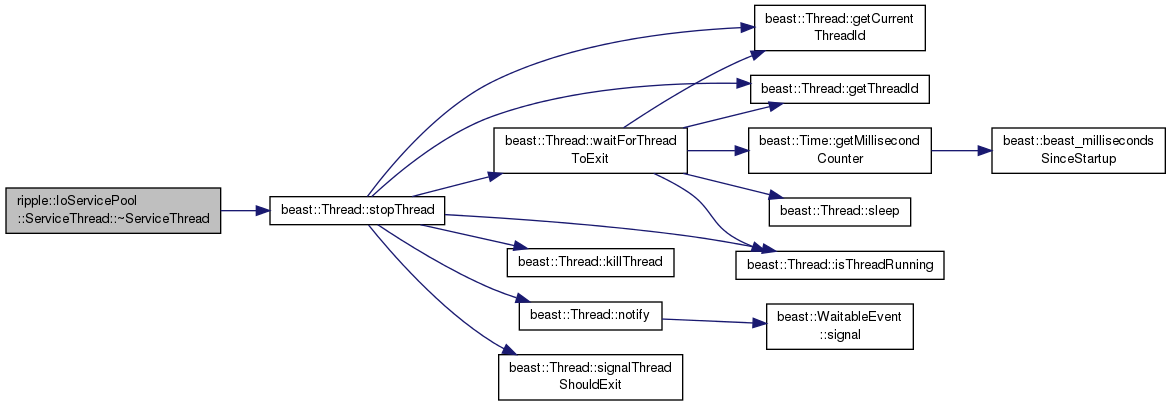 ripple::IoServicePool
::ServiceThread::~ServiceThread
beast::Thread::stopThread
beast::Thread::getCurrent
ThreadId
beast::Thread::getThreadId
beast::Thread::waitForThread
ToExit
beast::Time::getMillisecond
Counter
beast::beast_milliseconds
SinceStartup
beast::Thread::sleep
beast::Thread::isThreadRunning
beast::Thread::killThread
beast::Thread::notify
beast::WaitableEvent
::signal
beast::Thread::signalThread
ShouldExit